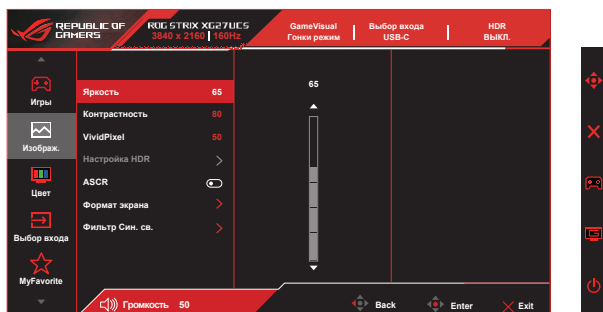 REPUBLIC OF
GAMERS
ROG STRIX XG27UCS
3840 x 2160 160Hz
GameVisual
Гонки режим
Выбор входа
USB-C
HDR
ВЫКЛ.
Игры
Изображ.
Цвет
Выбор входа
MyFavorite
Яркость 65
Контрастность 80
VividPixel 50
Настройка HDR
ASCR
Формат экрана
Фильтр Син. св.
65
Громкость 50
Back
Enter
Exit